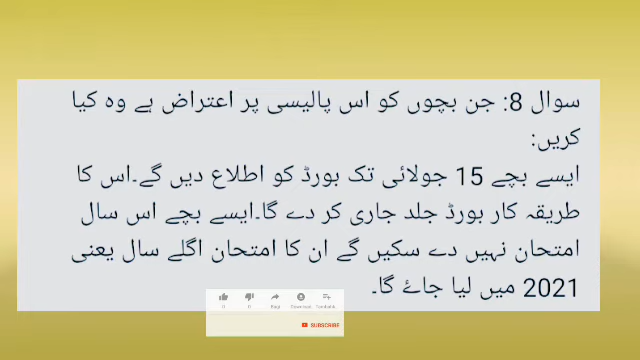 سوال 8: جن بچوں کو اس پالیسی پر اعتراض ہے وہ کیا
کریں:
ایسے بچے 15 جولائی تک بورڈ کو اطلاع دیں گے۔اس کا
طریقہ کار بورڈ جلد جاری کر دے گا۔ایسے بچے اس سال
امتحان نہیں دے سکیں گے ان کا امتحان اگلے سال یعنی
2021 میں لیا جائے گا۔
SUBSCRIBE